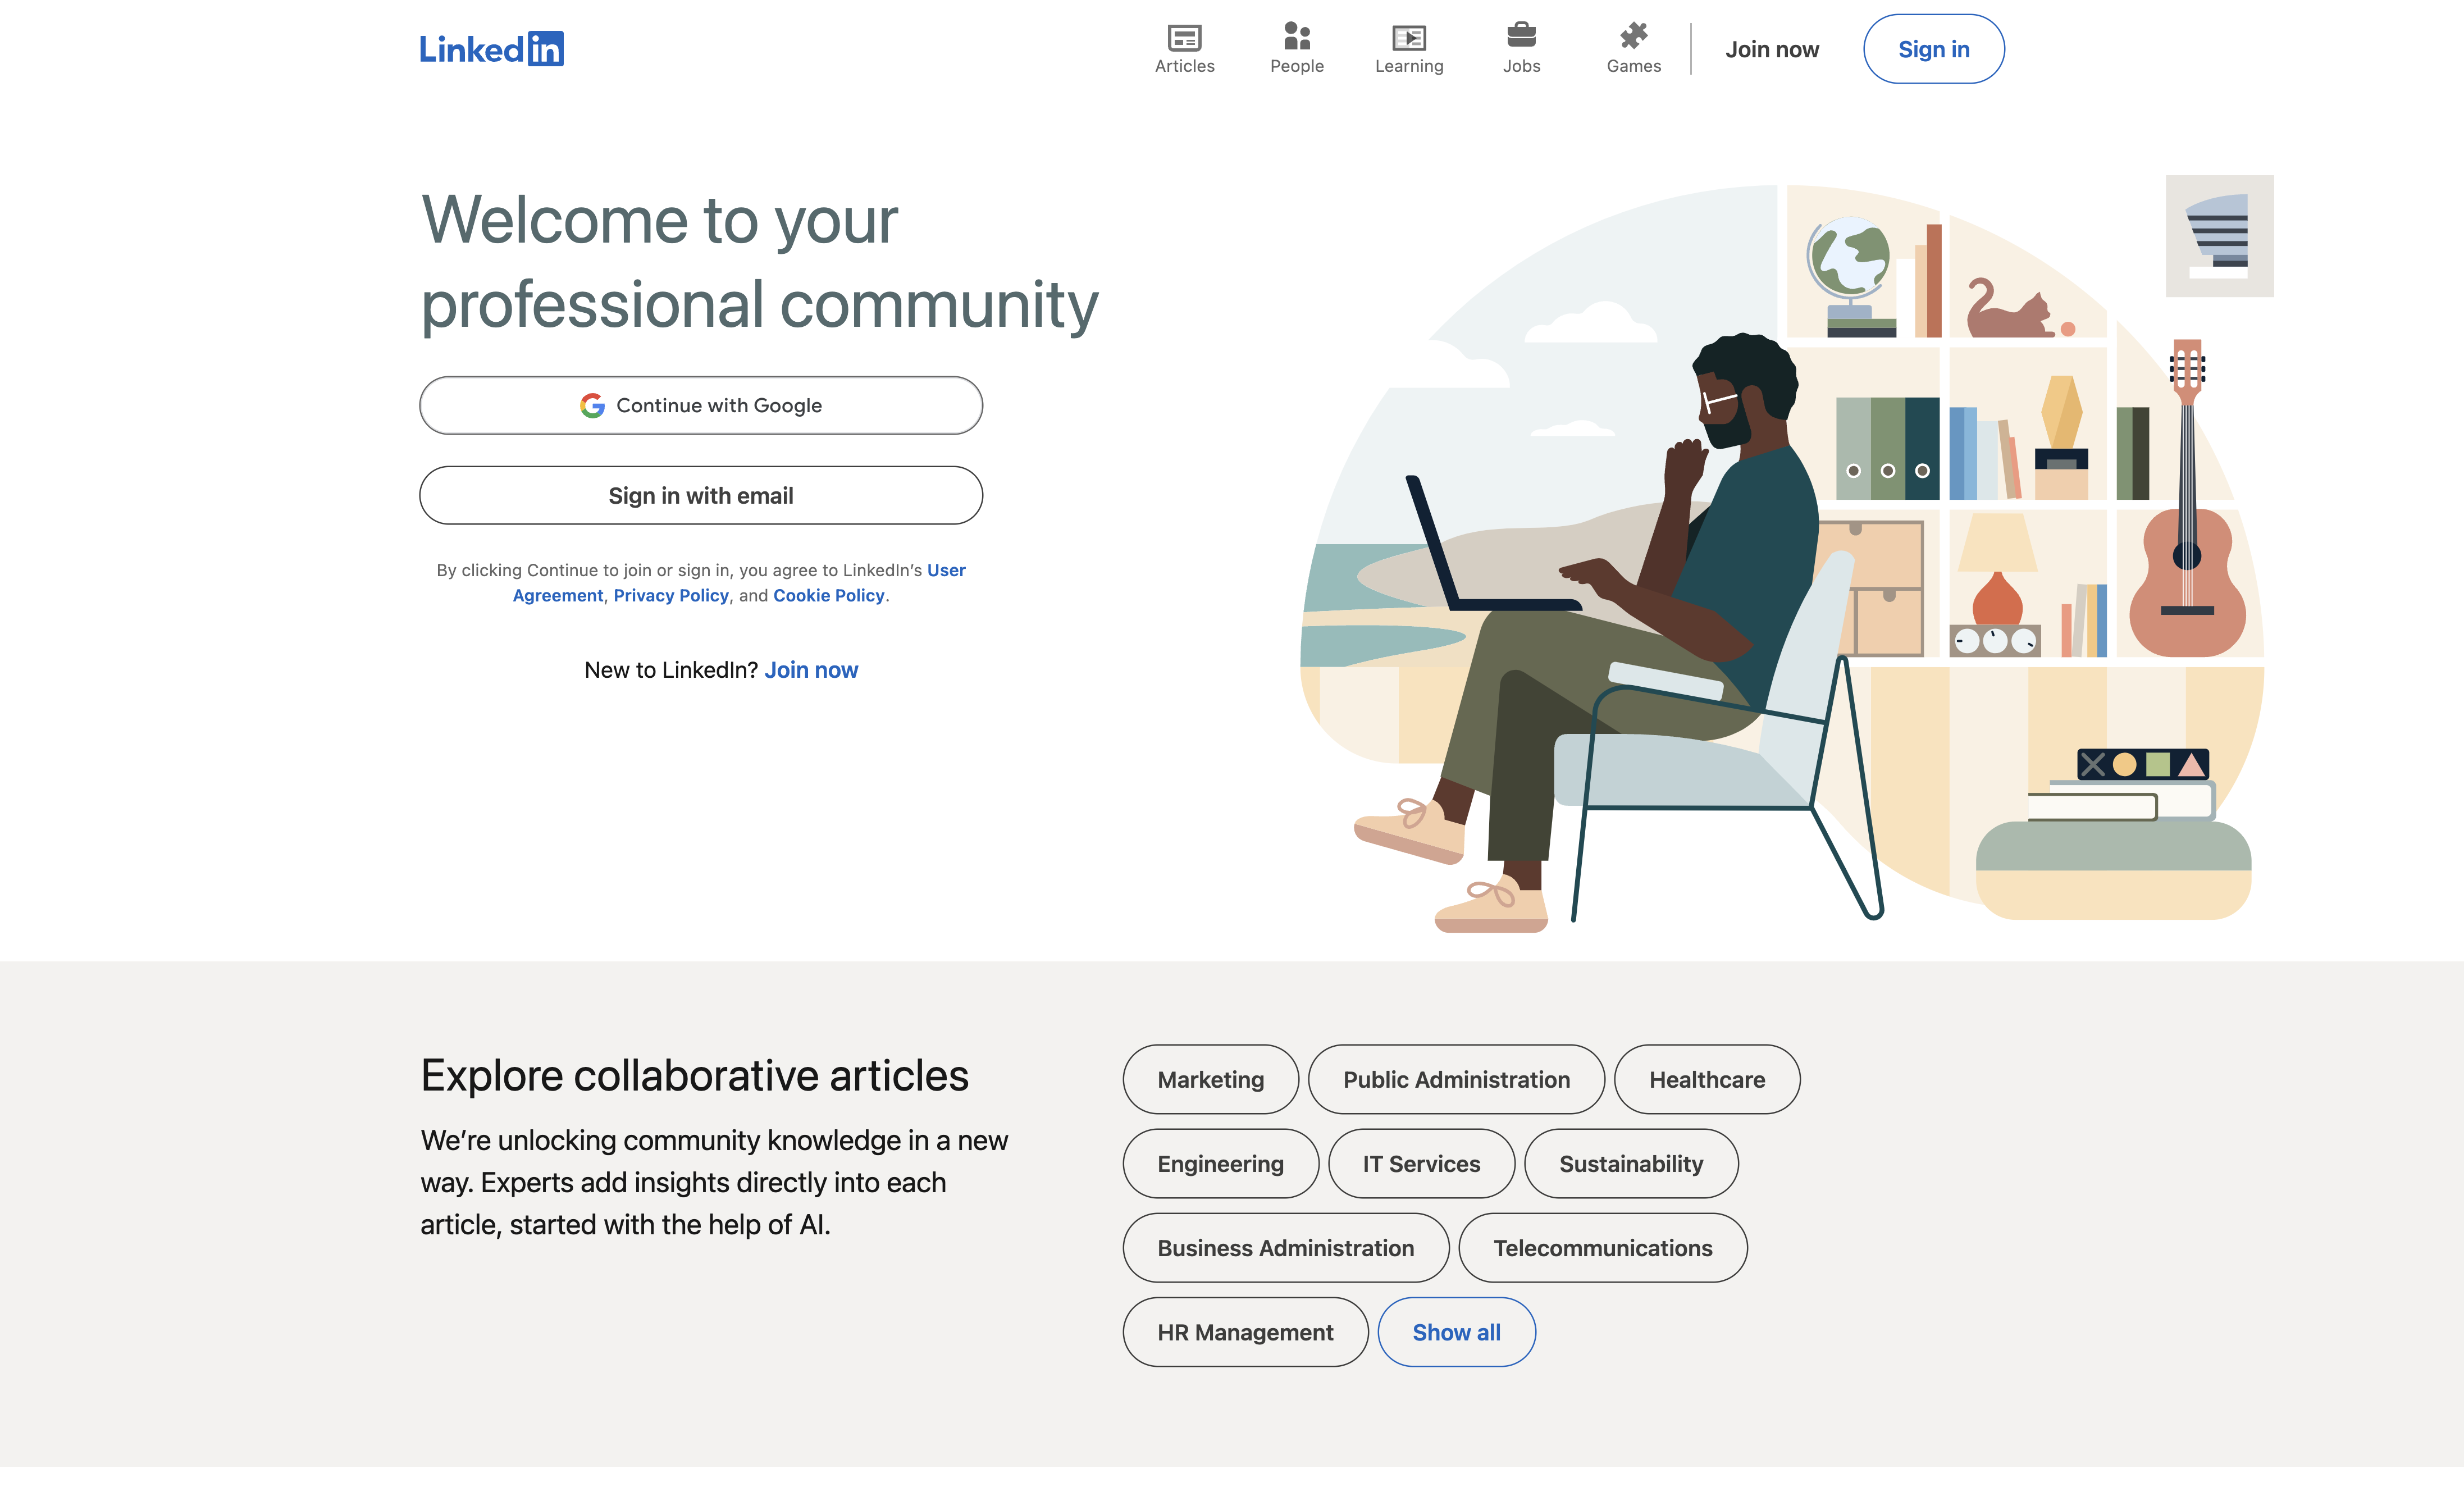 Linkedin
Articles
People
Learning
Jobs
Games
Join now
Sign in
Welcome to your
professional community
Continue with Google
Sign in with email
By clicking Continue to join or sign in, you agree to LinkedIn’s User
Agreement, Privacy Policy, and Cookie Policy.
New to LinkedIn? Join now
Explore collaborative articles
We’re unlocking community knowledge in a new
way. Experts add insights directly into each
article, started with the help of AI.
Marketing
Public Administration
Healthcare
Engineering
IT Services
Sustainability
Business Administration
Telecommunications
HR Management
Show all